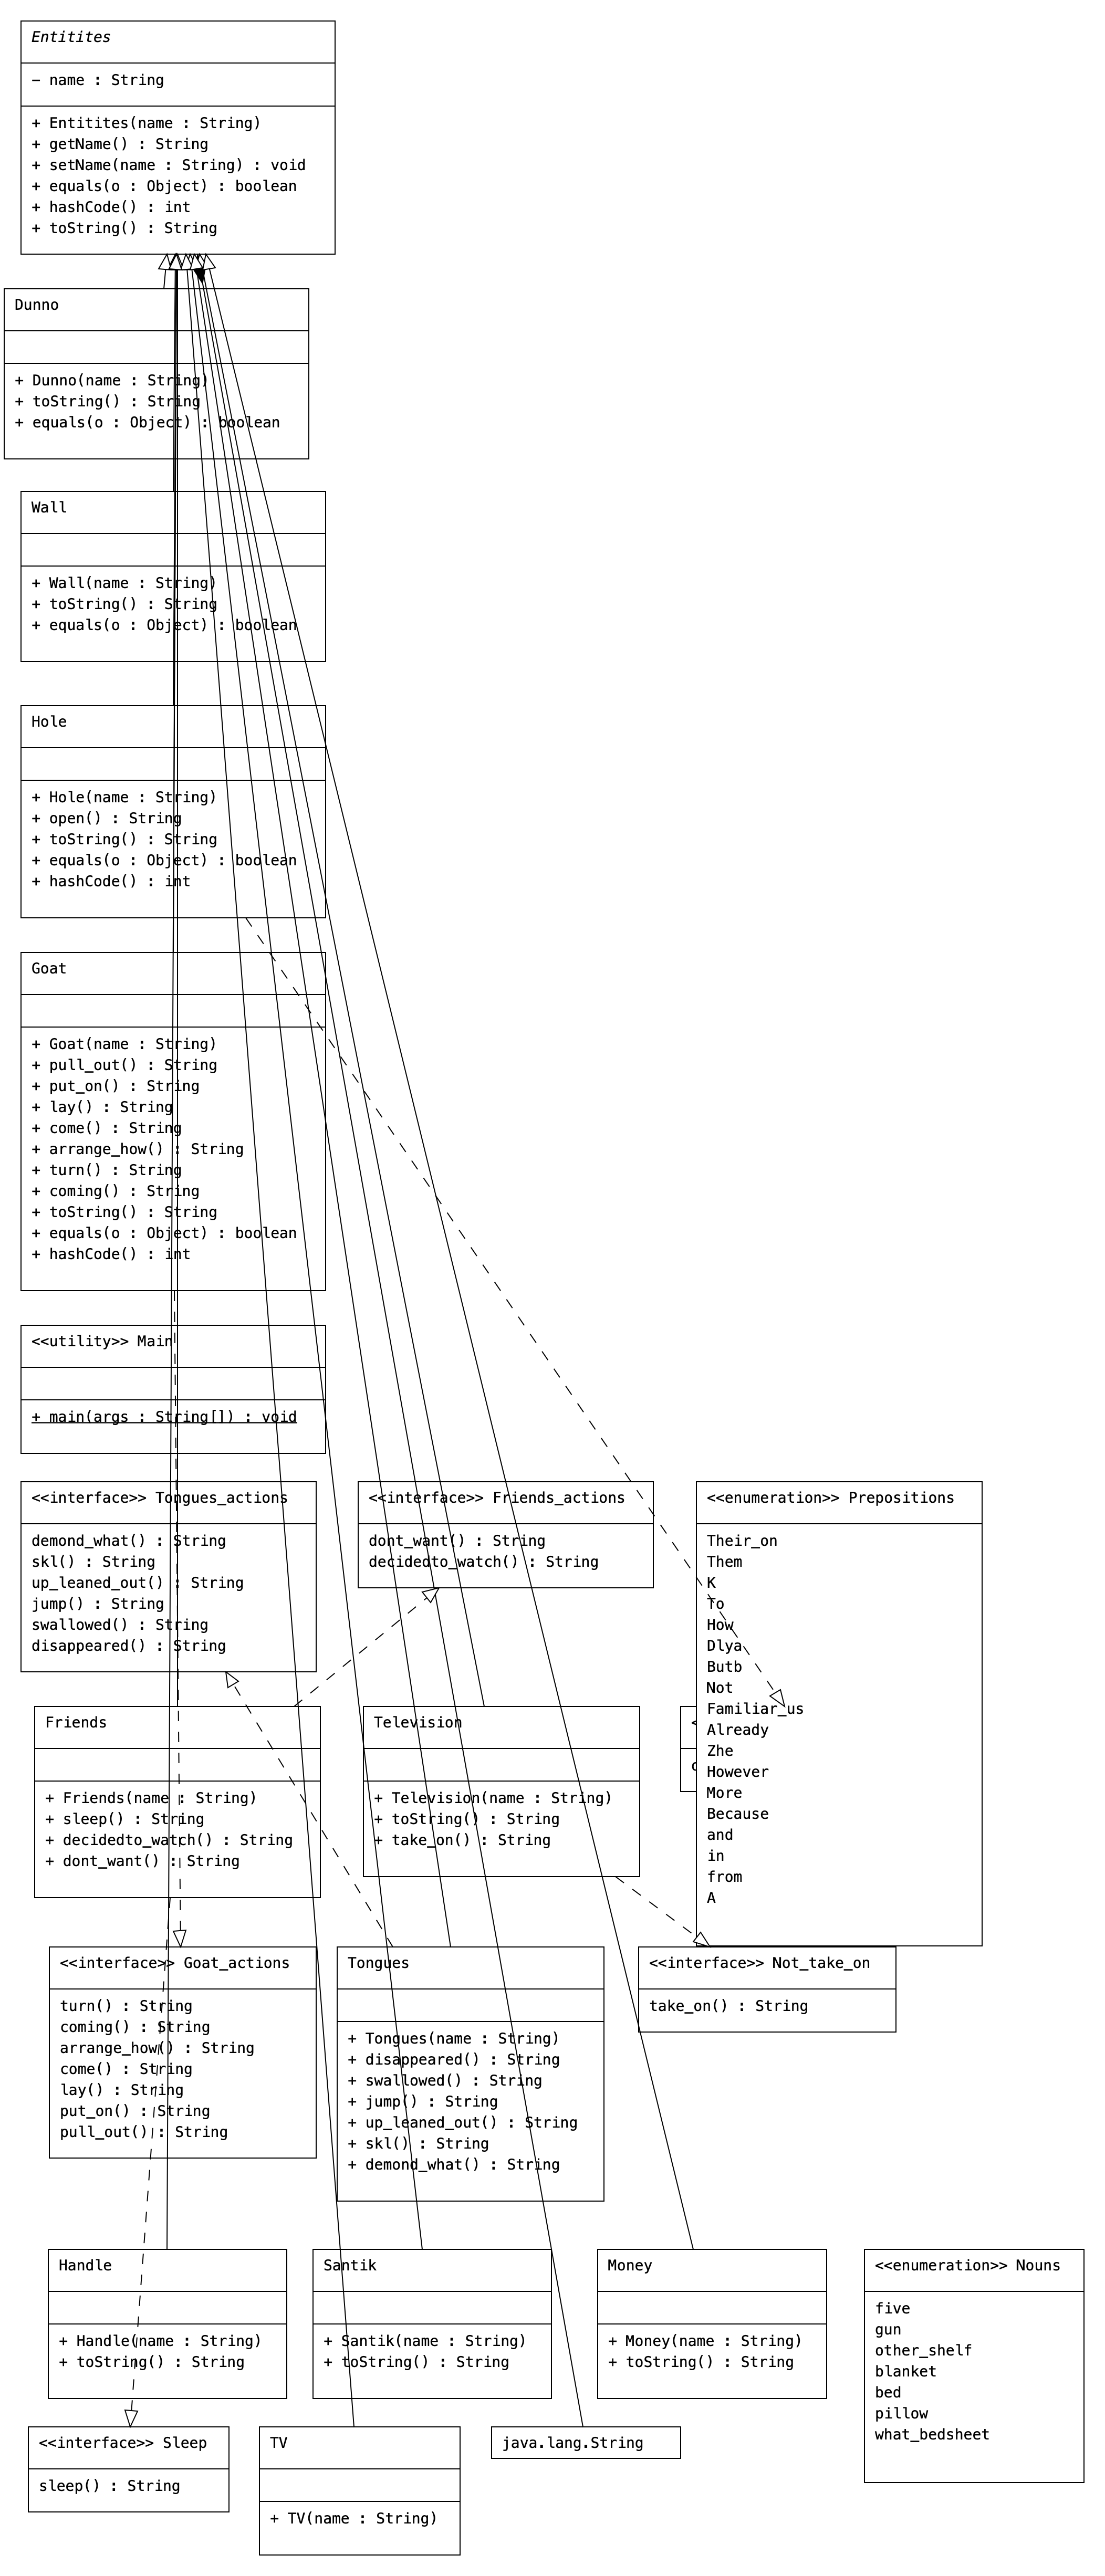 Entitites
− name : String
+ Entitites(name : String)
+ getName() : String
+ setName(name : String) : void
+ equals(o : Object) : boolean
+ hashCode() : int
+ toString() : String
Dunno
+ Dunno(name : String)
+ toString() : String
+ equals(o : Object) : boolean
Wall
+ Wall(name : String)
+ toString() : String
+ equals(o : Object) : boolean
Hole
+ Hole(name : String)
+ open() : String
+ toString() : String
+ equals(o : Object) : boolean
+ hashCode() : int
Goat
+ Goat(name : String)
+ pull_out() : String
+ put_on() : String
+ lay() : String
+ come() : String
+ arrange_how() : String
+ turn() : String
+ coming() : String
+ toString() : String
+ equals(o : Object) : boolean
+ hashCode() : int
<<utility>> Main
+ main(args : String[]) : void
<<interface>> Tongues_actions
demond_what() : String
skl() : String
up_leaned_out() : String
jump() : String
swallowed() : String
disappeared() : String
<<interface>> Friends_actions
dont_want() : String
decidedto_watch() : String
<<enumeration>> Prepositions
Their_on
Them
K
To
How
Dlya
Butb
Not
Familiar_us
Already
Zhe
However
More
Because
and
in
from
A
Friends
+ Friends(name : String)
+ sleep() : String
+ decidedto_watch() : String
+ dont_want() : String
Television
+ Television(name : String)
+ toString() : String
+ take_on() : String
<<interface>> Goat_actions
turn() : String
coming() : String
arrange_how() : String
come() : String
lay() : String
put_on() : String
pull_out() : String
Tongues
+ Tongues(name : String)
+ disappeared() : String
+ swallowed() : String
+ jump() : String
+ up_leaned_out() : String
+ skl() : String
+ demond_what() : String
<<interface>> Not_take_on
take_on() : String
Handle
+ Handle(name : String)
+ toString() : String
Santik
+ Santik(name : String)
+ toString() : String
Money
+ Money(name : String)
+ toString() : String
<<enumeration>> Nouns
five
gun
other_shelf
blanket
bed
pillow
what_bedsheet
<<interface>> Sleep
sleep() : String
TV
+ TV(name : String)
java.lang.String